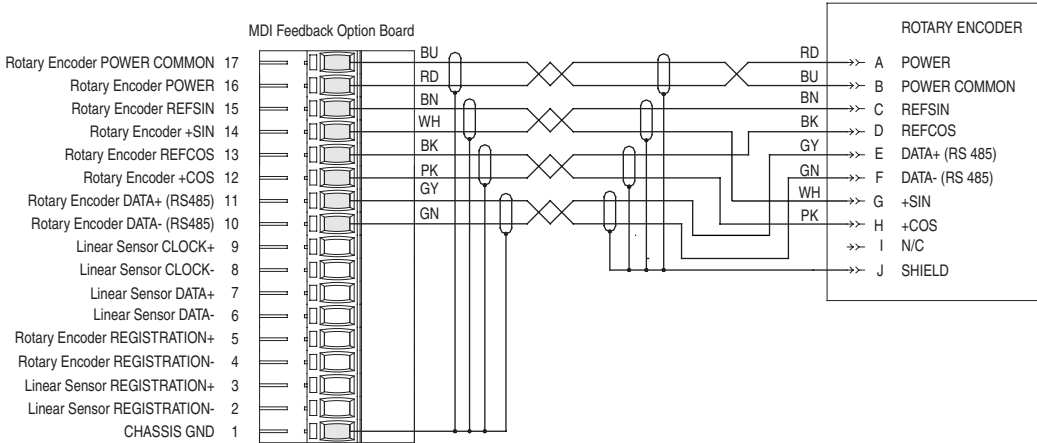 MDI Feedback Option Board
Rotary Encoder POWER COMMON 17
Rotary Encoder POWER 16
Rotary Encoder REFSIN 15
Rotary Encoder +SIN 14
Rotary Encoder REFCOS 13
Rotary Encoder +COS 12
Rotary Encoder DATA+ (RS485) 11
Rotary Encoder DATA- (RS485) 10
Linear Sensor CLOCK+ 9
Linear Sensor CLOCK- 8
Linear Sensor DATA+ 7
Linear Sensor DATA- 6
Rotary Encoder REGISTRATION+ 5
Rotary Encoder REGISTRATION- 4
Linear Sensor REGISTRATION+ 3
Linear Sensor REGISTRATION- 2
CHASSIS GND 1
BU
RD
BN
WH
BK
PK
GY
GN
ROTARY ENCODER
RD A POWER
BU B POWER COMMON
BN C REFSIN
BK D REFCOS
GY E DATA+ (RS 485)
GN F DATA- (RS 485)
WH G +SIN
PK H +COS
I N/C
J SHIELD